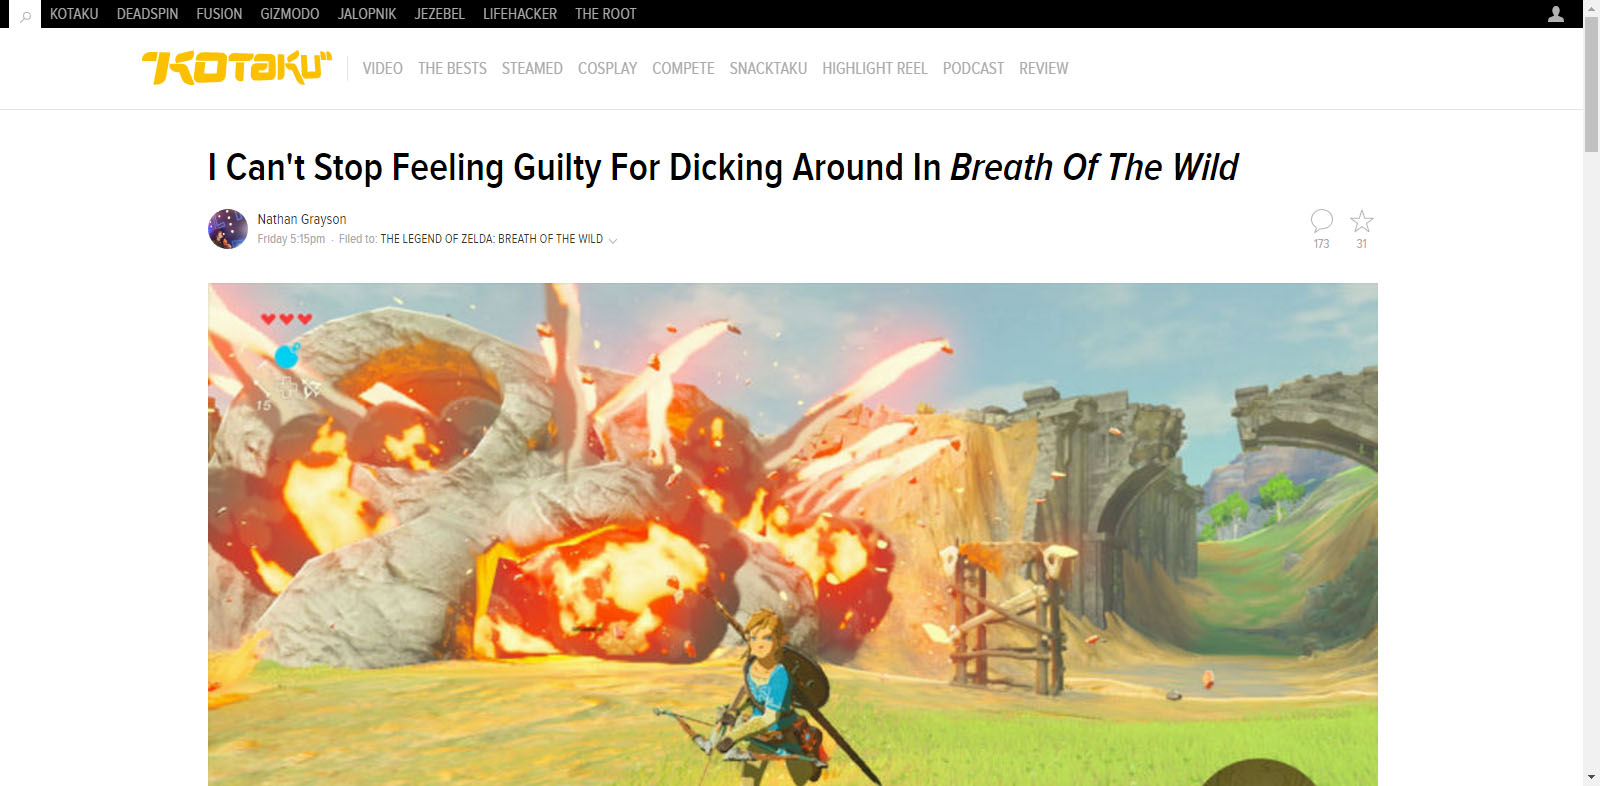 KOTAKU DEADSPIN FUSION GIZMODO JALOPNIK JEZEBEL LIFEHACKER THE ROOT
KOTAKU VIDEO THE BESTS STEAMED COSPLAY COMPETE SNACKTAKU HIGHLIGHT REEL PODCAST REVIEW
I Can't Stop Feeling Guilty For Dicking Around In Breath Of The Wild
Nathan Grayson
Friday 5:15pm · Filed to: THE LEGEND OF ZELDA: BREATH OF THE WILD
173 31
15